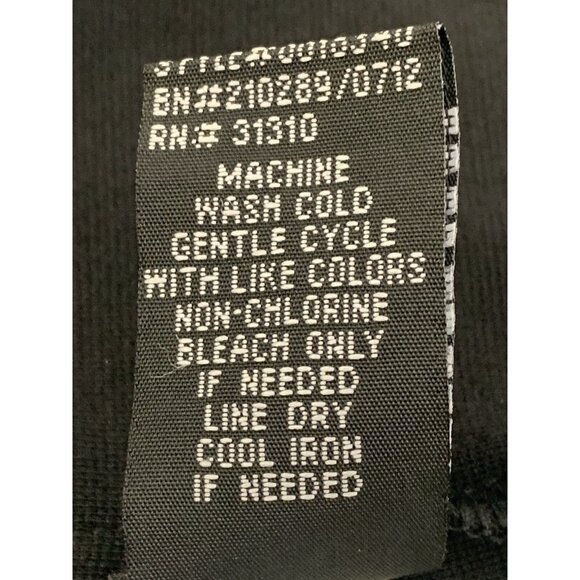 BN#210289/0712
RN# 31310
MACHINE
WASH COLD
GENTLE CYCLE
WITH LIKE COLORS
NON-CHLORINE
BLEACH ONLY
IF NEEDED
LINE DRY
COOL IRON
IF NEEDED